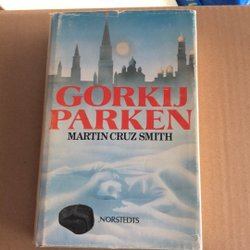 GORKIJ
PARKEN
MARTIN CRUZ SMITH
NORSTEDTS